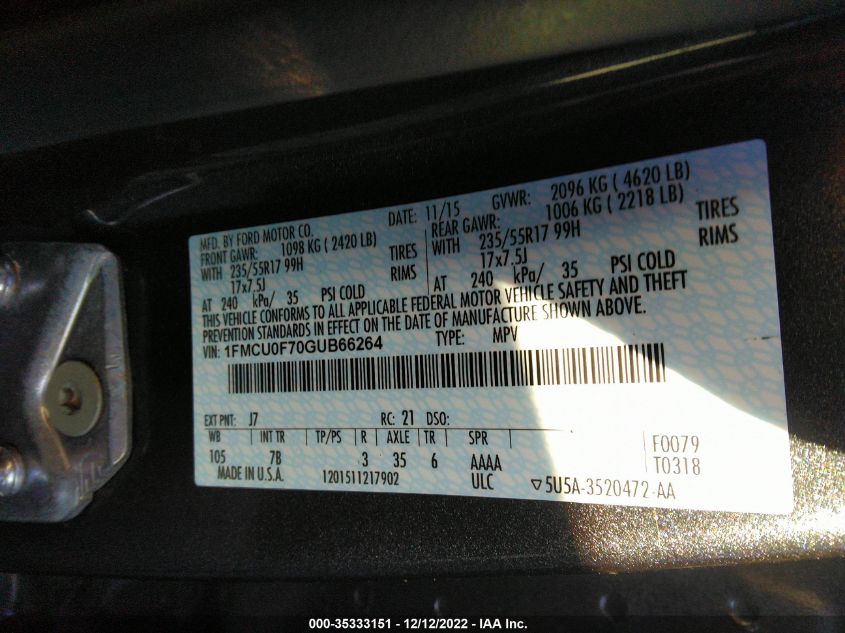 MFD. BY FORD MOTOR CO. DATE: 11/15 GVWR: 2096 KG ( 4620 LB)
FRONT GAWR: 1098 KG ( 2420 LB) REAR GAWR: 1006 KG ( 2218 LB)
WITH 235/55R17 99H TIRES WITH 235/55R17 99H TIRES
17x7.5J RIMS 17x7.5J RIMS
AT 240 kPa/ 35 PSI COLD AT 240 kPa/ 35 PSI COLD
THIS VEHICLE CONFORMS TO ALL APPLICABLE FEDERAL MOTOR VEHICLE SAFETY AND THEFT
PREVENTION STANDARDS IN EFFECT ON THE DATE OF MANUFACTURE SHOWN ABOVE.
VIN: 1FMCU0F70GUB66264 TYPE: MPV
EXT PNT: J7 RC: 21 DSO:
WB INT TR TP/PS R AXLE TR SPR F0079
105 7B 3 35 6 AAAA T0318
MADE IN U.S.A. 1201511217902 ULC ▽5U5A-3520472-AA
000-35333151 - 12/12/2022 - IAA Inc.